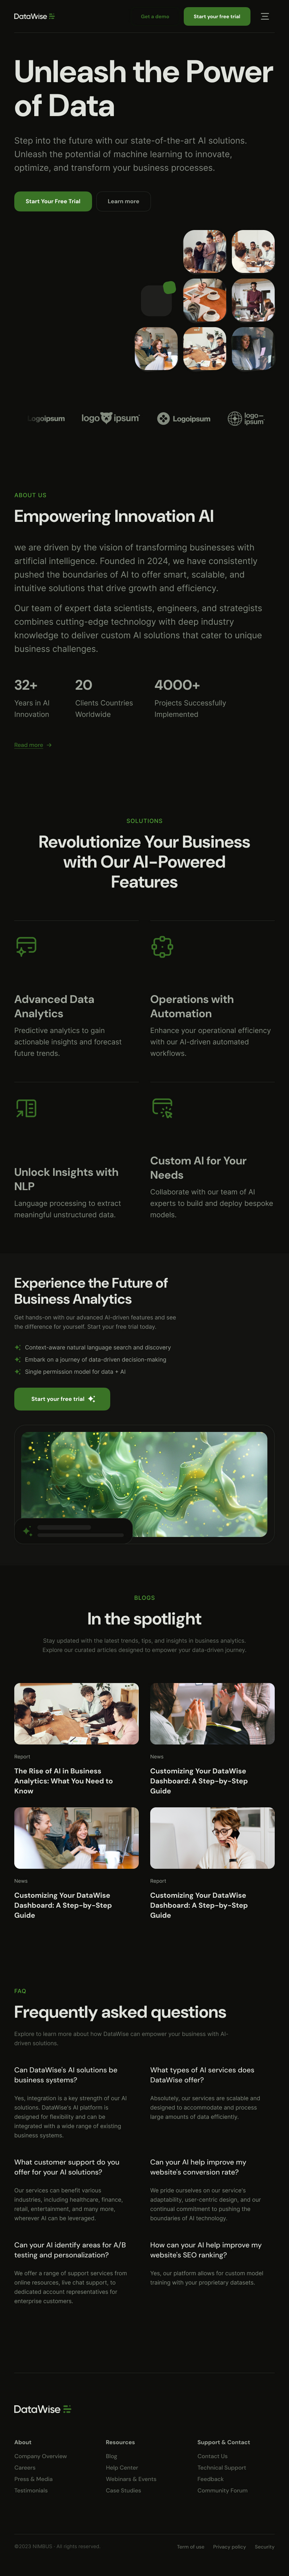 DataWise
Get a demo
Start your free trial
Unleash the Power
of Data
Step into the future with our state-of-the-art AI solutions.
Unleash the potential of machine learning to innovate,
optimize, and transform your business processes.
Start Your Free Trial
Learn more
Logoipsum
logo ipsum
Logoipsum
logo—
ipsum
ABOUT US
Empowering Innovation AI
we are driven by the vision of transforming businesses with
artificial intelligence. Founded in 2024, we have consistently
pushed the boundaries of AI to offer smart, scalable, and
intuitive solutions that drive growth and efficiency.
Our team of expert data scientists, engineers, and strategists
combines cutting-edge technology with deep industry
knowledge to deliver custom AI solutions that cater to unique
business challenges.
32+
Years in AI
Innovation
20
Clients Countries
Worldwide
4000+
Projects Successfully
Implemented
Read more →
SOLUTIONS
Revolutionize Your Business
with Our AI-Powered
Features
Advanced Data
Analytics
Predictive analytics to gain
actionable insights and forecast
future trends.
Operations with
Automation
Enhance your operational efficiency
with our AI-driven automated
workflows.
Unlock Insights with
NLP
Language processing to extract
meaningful unstructured data.
Custom AI for Your
Needs
Collaborate with our team of AI
experts to build and deploy bespoke
models.
Experience the Future of
Business Analytics
Get hands-on with our advanced AI-driven features and see
the difference for yourself. Start your free trial today.
Context-aware natural language search and discovery
Embark on a journey of data-driven decision-making
Single permission model for data + AI
Start your free trial
BLOGS
In the spotlight
Stay updated with the latest trends, tips, and insights in business analytics.
Explore our curated articles designed to empower your data-driven journey.
Report
The Rise of AI in Business
Analytics: What You Need to
Know
News
Customizing Your DataWise
Dashboard: A Step-by-Step
Guide
News
Customizing Your DataWise
Dashboard: A Step-by-Step
Guide
Report
Customizing Your DataWise
Dashboard: A Step-by-Step
Guide
FAQ
Frequently asked questions
Explore to learn more about how DataWise can empower your business with AI-
driven solutions.
Can DataWise's AI solutions be
business systems?
Yes, integration is a key strength of our AI
solutions. DataWise's AI platform is
designed for flexibility and can be
integrated with a wide range of existing
business systems.
What types of AI services does
DataWise offer?
Absolutely, our services are scalable and
designed to accommodate and process
large amounts of data efficiently.
What customer support do you
offer for your AI solutions?
Our services can benefit various
industries, including healthcare, finance,
retail, entertainment, and many more,
wherever AI can be leveraged.
Can your AI help improve my
website's conversion rate?
We pride ourselves on our service's
adaptability, user-centric design, and our
continual commitment to pushing the
boundaries of AI technology.
Can your AI identify areas for A/B
testing and personalization?
We offer a range of support services from
online resources, live chat support, to
dedicated account representatives for
enterprise customers.
How can your AI help improve my
website's SEO ranking?
Yes, our platform allows for custom model
training with your proprietary datasets.
DataWise
About
Company Overview
Careers
Press & Media
Testimonials
Resources
Blog
Help Center
Webinars & Events
Case Studies
Support & Contact
Contact Us
Technical Support
Feedback
Community Forum
©2023 NIMBUS · All rights reserved.
Term of use
Privacy policy
Security